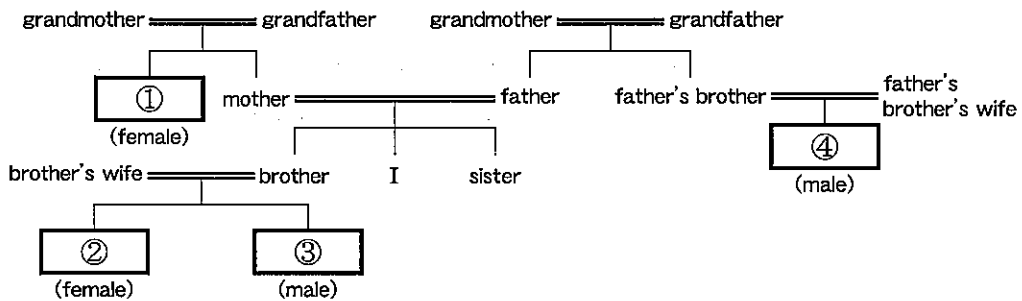 grandmother grandfather grandmother grandfather
① mother father father's brother father's
brother's wife
(female) ④
brother's wife brother I sister (male)
② ③
(female) (male)